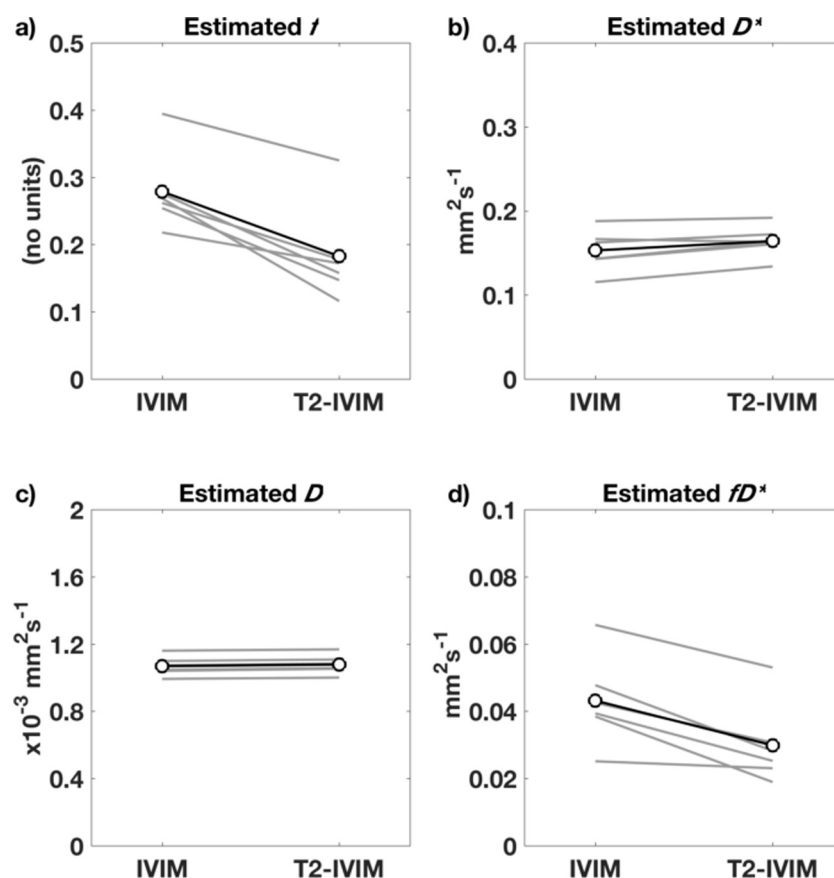 a) Estimated f
0.5
0.4
0.3
0.2
0.1
0
(no units)
IVIM T2-IVIM
b) Estimated D*
0.4
0.3
0.2
0.1
0
mm²s⁻¹
IVIM T2-IVIM
c) Estimated D
2
1.6
1.2
0.8
0.4
0
x10⁻³ mm²s⁻¹
IVIM T2-IVIM
d) Estimated fD*
0.1
0.08
0.06
0.04
0.02
0
mm²s⁻¹
IVIM T2-IVIM